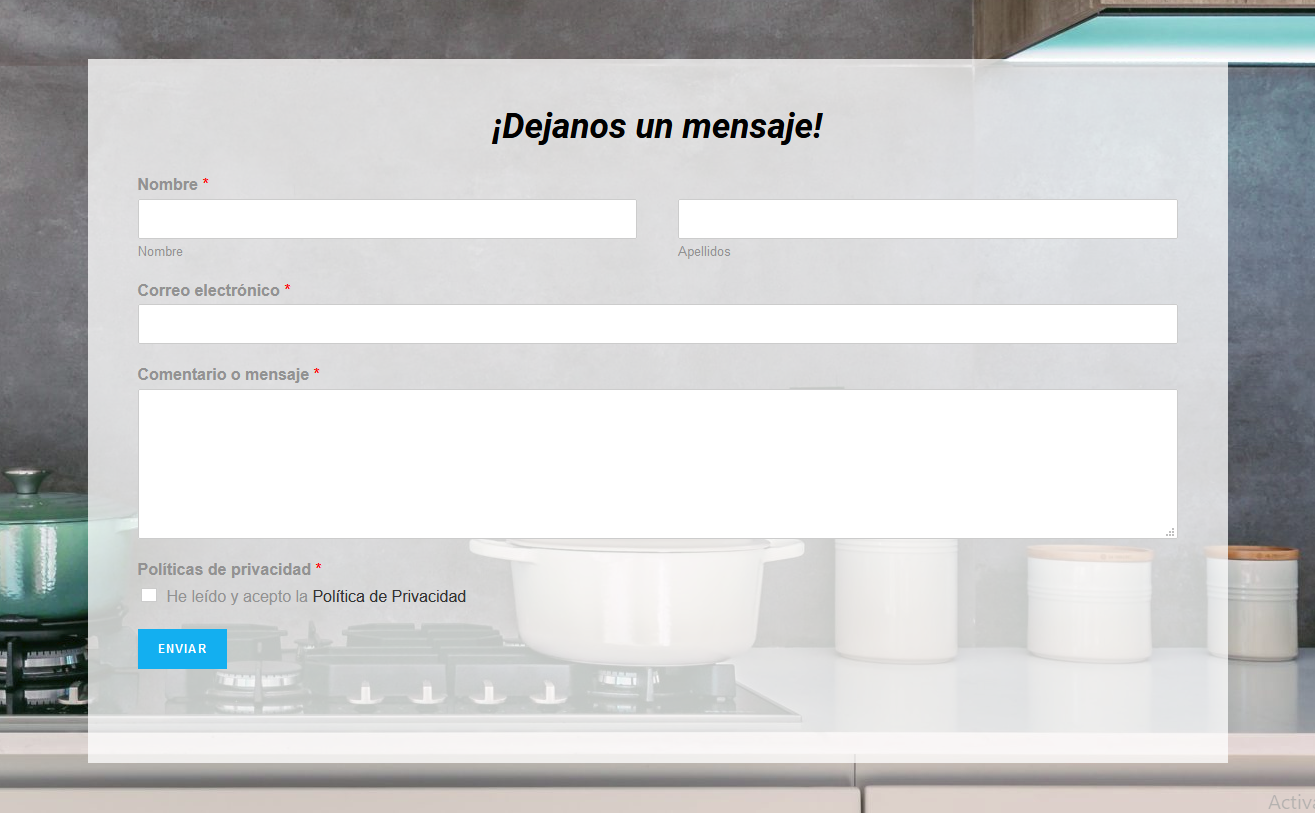 ¡Dejanos un mensaje!
Nombre *
Nombre
Apellidos
Correo electrónico *
Comentario o mensaje *
Políticas de privacidad *
He leído y acepto la Política de Privacidad
ENVIAR